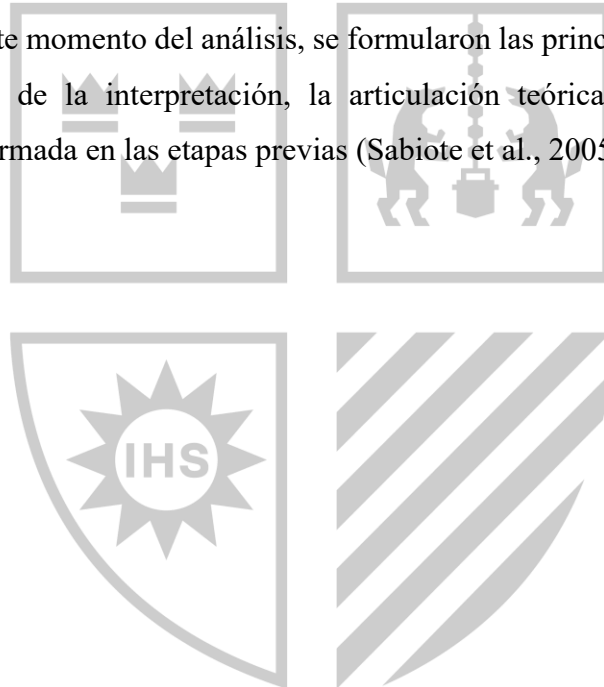 te momento del análisis, se formularon las princ
de la interpretación, la articulación teórica
rmada en las etapas previas (Sabiote et al., 2005
IHS